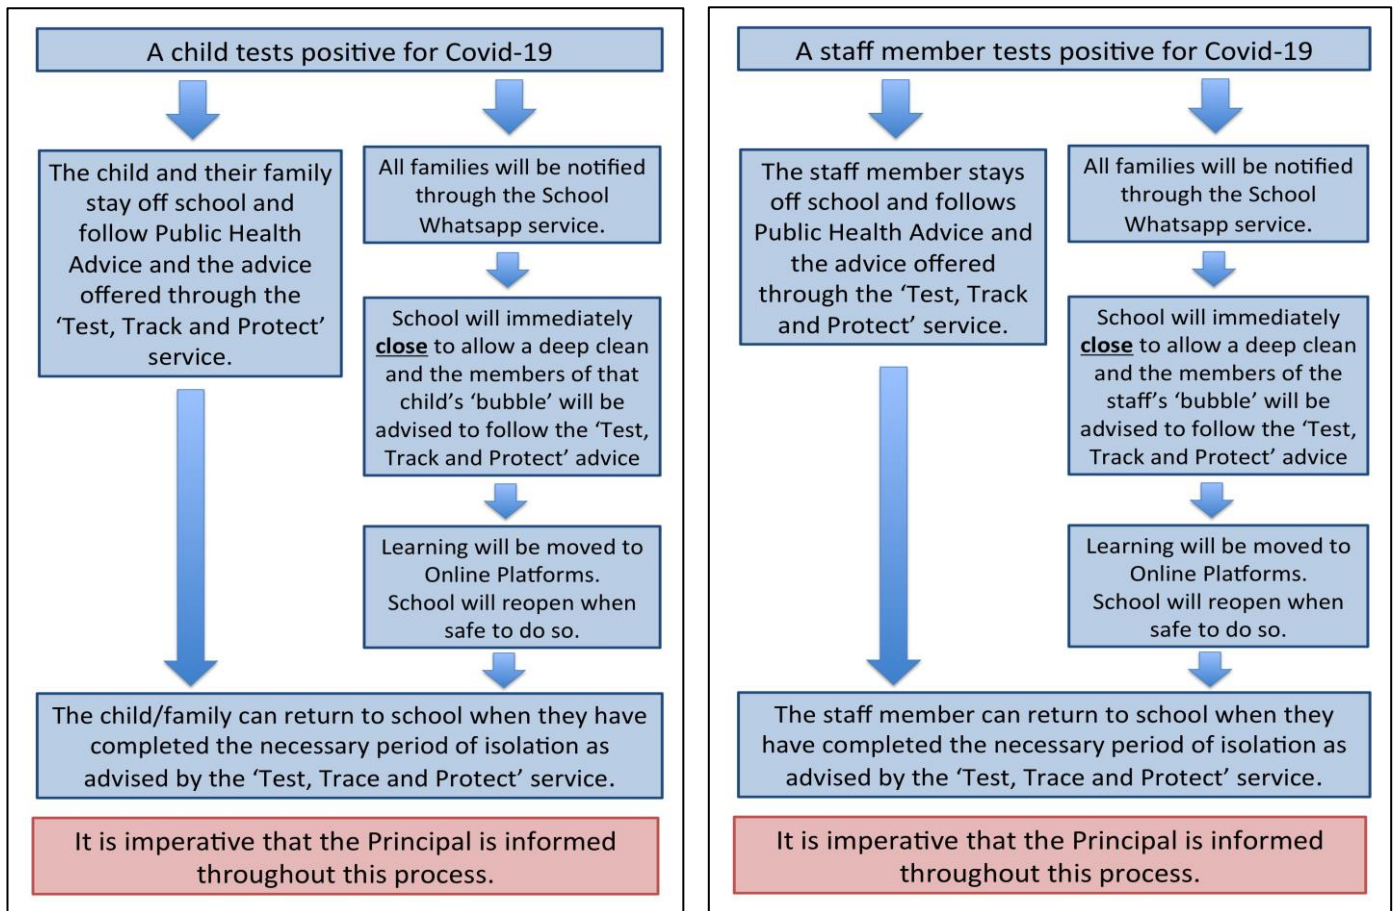 A child tests positive for Covid-19
The child and their family
stay off school and
follow Public Health
Advice and the advice
offered through the
‘Test, Track and Protect’
service.
All families will be notified
through the School
Whatsapp service.
School will immediately
close to allow a deep clean
and the members of that
child’s ‘bubble’ will be
advised to follow the ‘Test,
Track and Protect’ advice
Learning will be moved to
Online Platforms.
School will reopen when
safe to do so.
The child/family can return to school when they have
completed the necessary period of isolation as
advised by the ‘Test, Trace and Protect’ service.
It is imperative that the Principal is informed
throughout this process.
A staff member tests positive for Covid-19
The staff member stays
off school and follows
Public Health Advice and
the advice offered
through the ‘Test, Track
and Protect’ service.
All families will be notified
through the School
Whatsapp service.
School will immediately
close to allow a deep clean
and the members of the
staff’s ‘bubble’ will be
advised to follow the ‘Test,
Track and Protect’ advice
Learning will be moved to
Online Platforms.
School will reopen when
safe to do so.
The staff member can return to school when they
have completed the necessary period of isolation as
advised by the ‘Test, Trace and Protect’ service.
It is imperative that the Principal is informed
throughout this process.